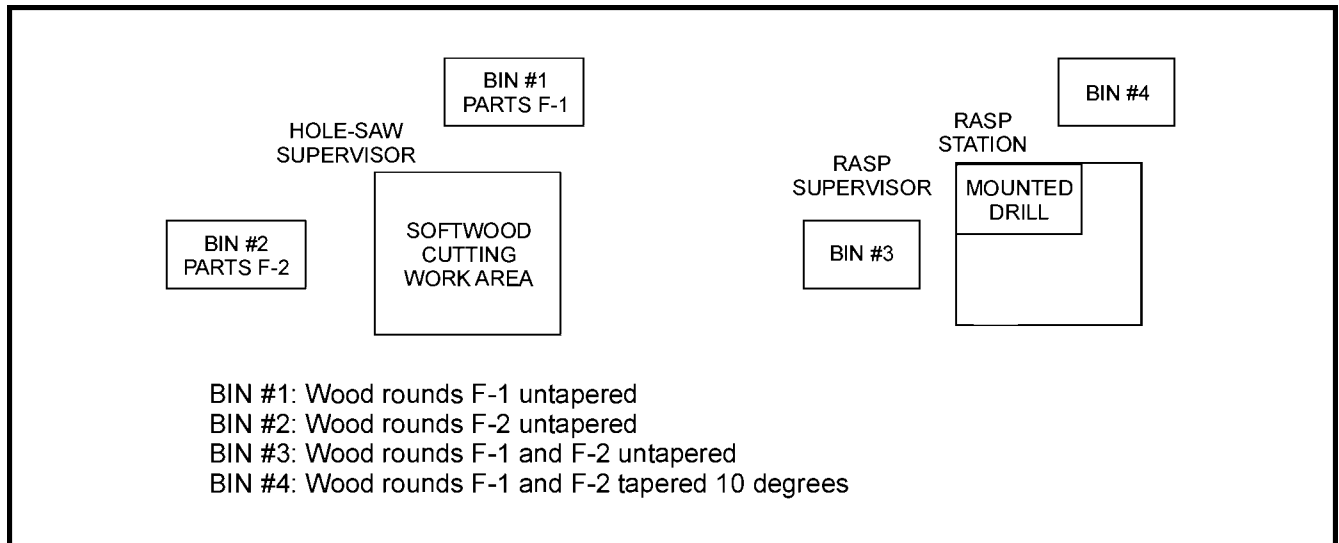 BIN #1
PARTS F-1
HOLE-SAW
SUPERVISOR
BIN #2
PARTS F-2
SOFTWOOD
CUTTING
WORK AREA
BIN #4
RASP
STATION
RASP
SUPERVISOR
MOUNTED
DRILL
BIN #3
BIN #1: Wood rounds F-1 untapered
BIN #2: Wood rounds F-2 untapered
BIN #3: Wood rounds F-1 and F-2 untapered
BIN #4: Wood rounds F-1 and F-2 tapered 10 degrees